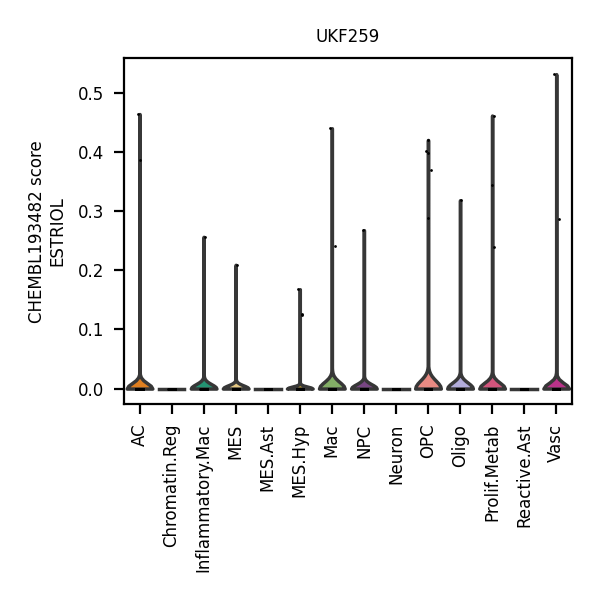 UKF259
CHEMBL193482 score
ESTRIOL
0.5
0.4
0.3
0.2
0.1
0.0
AC
Chromatin.Reg
Inflammatory.Mac
MES
MES.Ast
MES.Hyp
Mac
NPC
Neuron
OPC
Oligo
Prolif.Metab
Reactive.Ast
Vasc